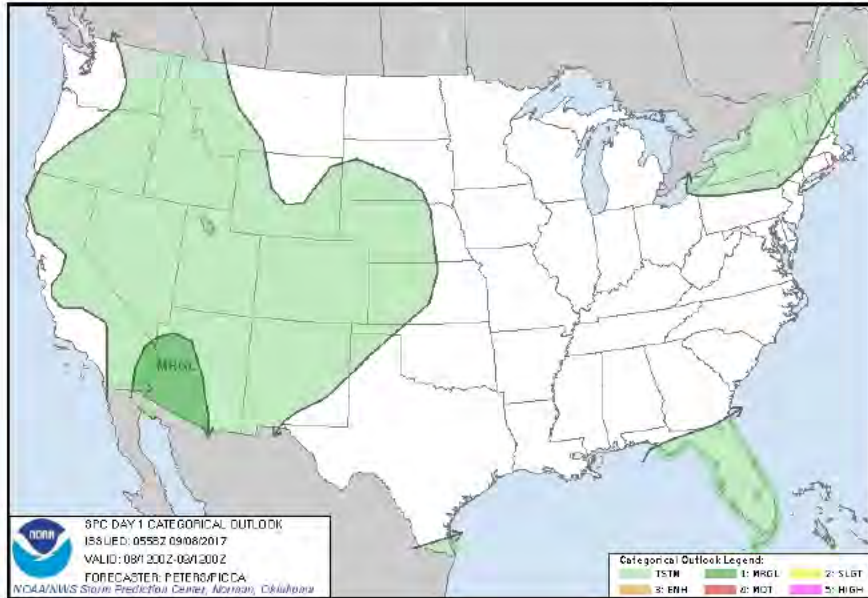 MRGL
SPC DAY 1 CATEGORICAL OUTLOOK
ISSUED: 0558Z 09/08/2017
VALID: 08/1200Z-09/1200Z
FORECASTER: PETERS/PICCA
NOAA/NWS Storm Prediction Center, Norman, Oklahoma
NOAA
Categorical Outlook Legend:
TSTM 1: MRGL 2: SLGT
3: ENH 4: MDT 5: HIGH